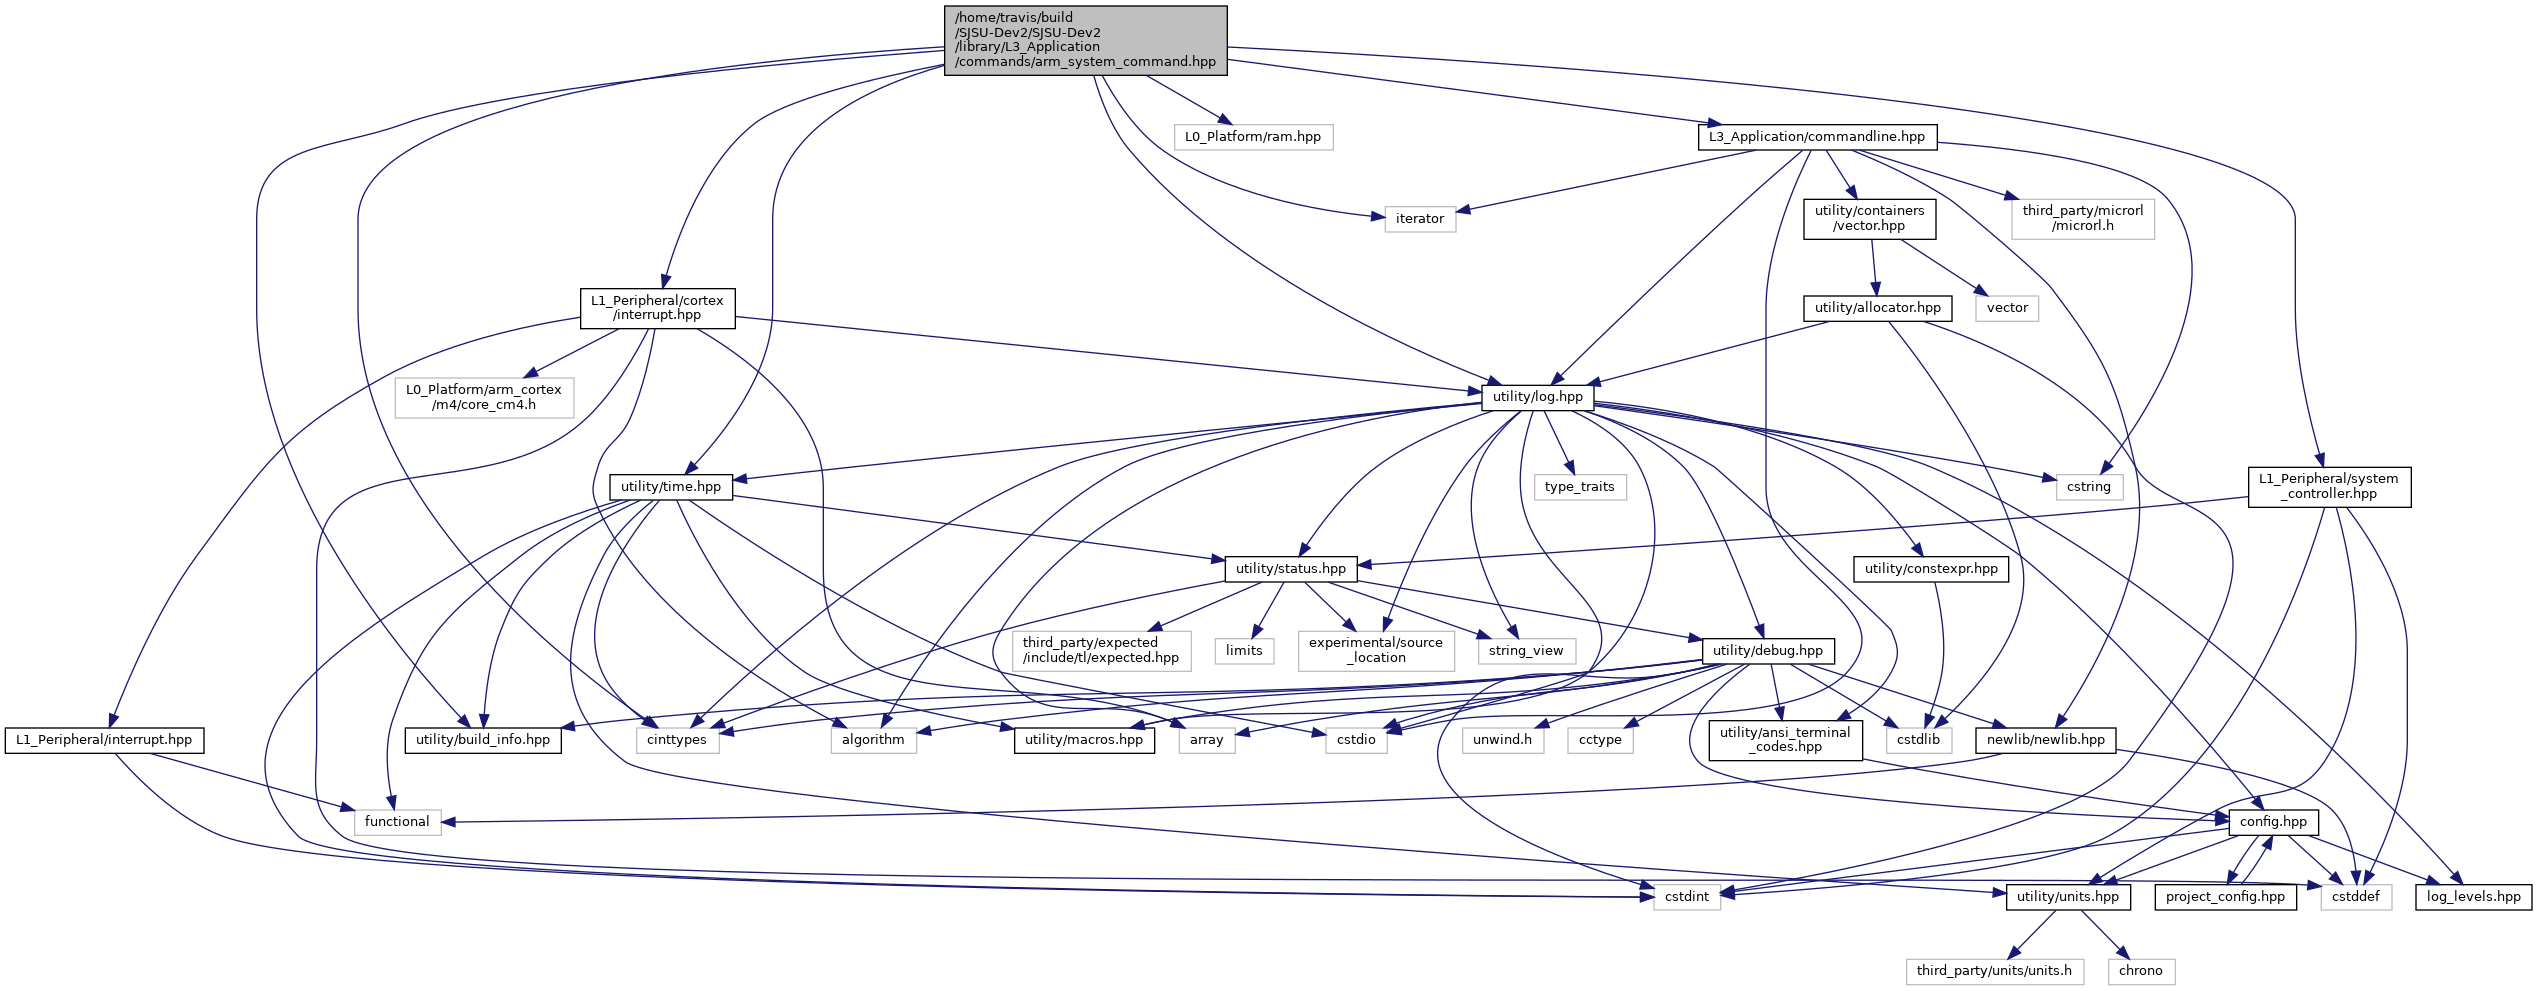 /home/travis/build
/SJSU-Dev2/SJSU-Dev2
/library/L3_Application
/commands/arm_system_command.hpp
L0_Platform/ram.hpp
L3_Application/commandline.hpp
iterator
utility/containers
/vector.hpp
third_party/microrl
/microrl.h
L1_Peripheral/cortex
/interrupt.hpp
utility/allocator.hpp
vector
L0_Platform/arm_cortex
/m4/core_cm4.h
utility/log.hpp
utility/time.hpp
type_traits
cstring
L1_Peripheral/system
_controller.hpp
utility/status.hpp
utility/constexpr.hpp
third_party/expected
/include/tl/expected.hpp
limits
experimental/source
_location
string_view
utility/debug.hpp
L1_Peripheral/interrupt.hpp
utility/build_info.hpp
cinttypes
algorithm
utility/macros.hpp
array
cstdio
unwind.h
cctype
utility/ansi_terminal
_codes.hpp
cstdlib
newlib/newlib.hpp
functional
config.hpp
cstdint
utility/units.hpp
project_config.hpp
cstddef
log_levels.hpp
third_party/units/units.h
chrono